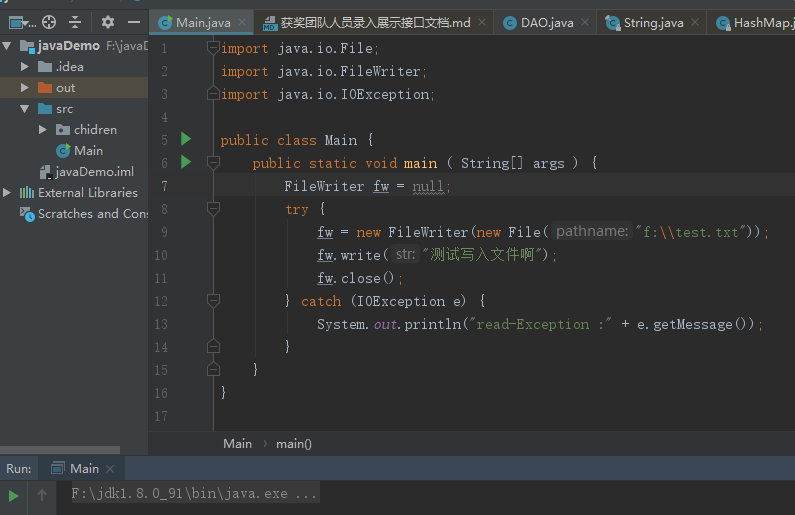 Main.java
获奖团队人员录入展示接口文档.md
DAO.java
String.java
HashMap.j
javaDemo F:\javaD
.idea
out
src
chidren
Main
javaDemo.iml
External Libraries
Scratches and Cons
1 import java.io.File;
2 import java.io.FileWriter;
3 import java.io.IOException;
4
5 public class Main {
6 public static void main ( String[] args ) {
7 FileWriter fw = null;
8 try {
9 fw = new FileWriter(new File( pathname: "f:\\test.txt"));
10 fw.write( str: "测试写入文件啊");
11 fw.close();
12 } catch (IOException e) {
13 System.out.println("read-Exception :" + e.getMessage());
14 }
15 }
16 }
17
Main › main()
Run: Main
F:\jdk1.8.0_91\bin\java.exe ...